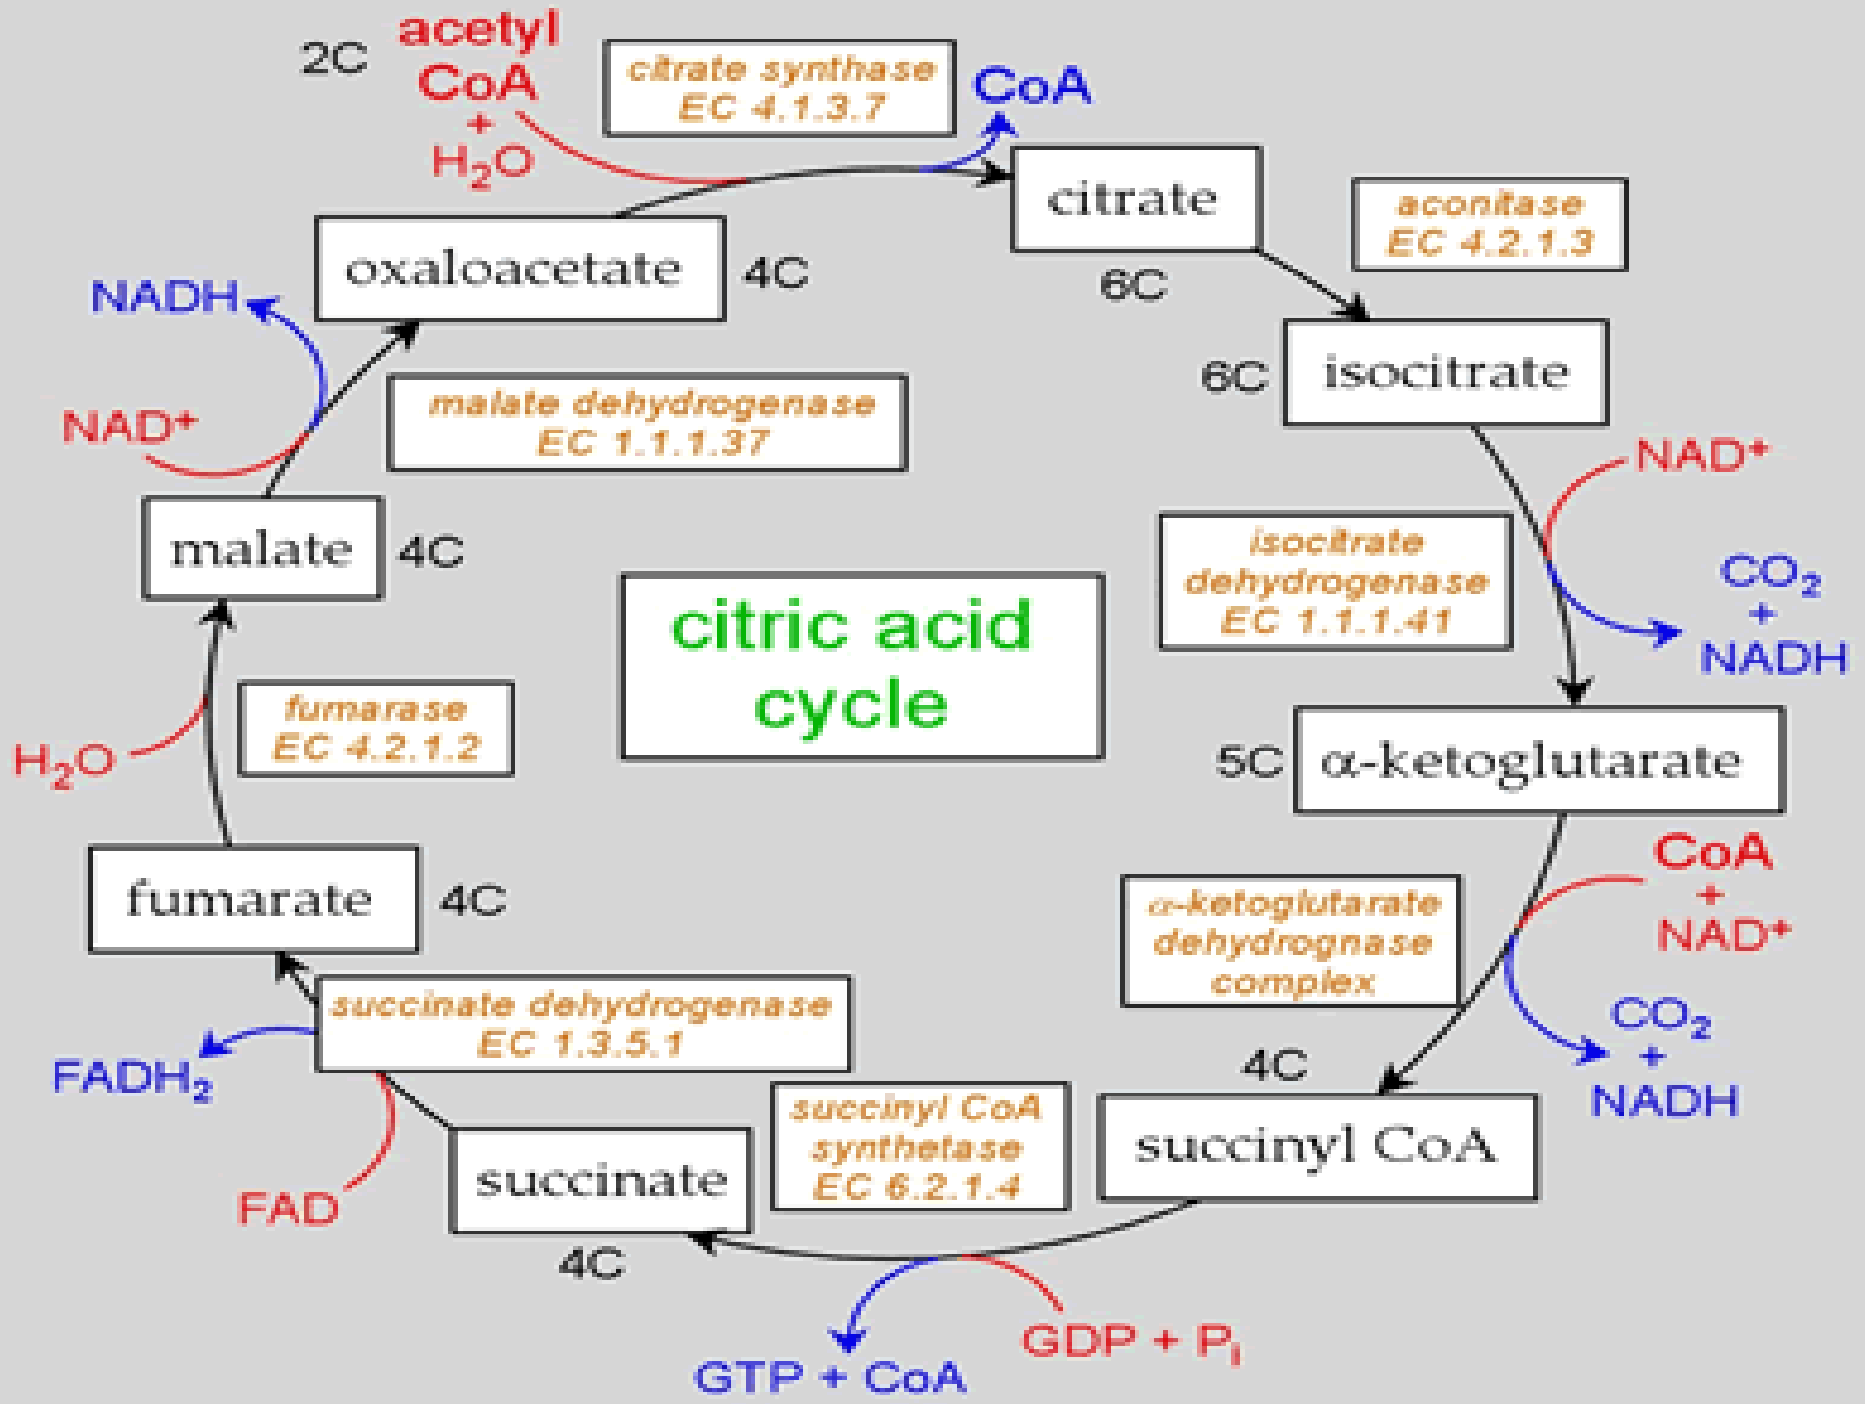 acetyl
2C
CoA
+
H₂O
citrate synthase
EC 4.1.3.7
CoA
citrate
6C
aconitase
EC 4.2.1.3
isocitrate
6C
NAD⁺
isocitrate
dehydrogenase
EC 1.1.1.41
CO₂
+
NADH
α-ketoglutarate
5C
CoA
+
NAD⁺
α-ketoglutarate
dehydrognase
complex
CO₂
+
NADH
4C
succinyl CoA
succinyl CoA
synthetase
EC 6.2.1.4
GDP + Pi
GTP + CoA
succinate
4C
succinate dehydrogenase
EC 1.3.5.1
FAD
FADH₂
fumarate
4C
fumarase
EC 4.2.1.2
H₂O
malate
4C
malate dehydrogenase
EC 1.1.1.37
NAD⁺
NADH
oxaloacetate
4C
citric acid
cycle